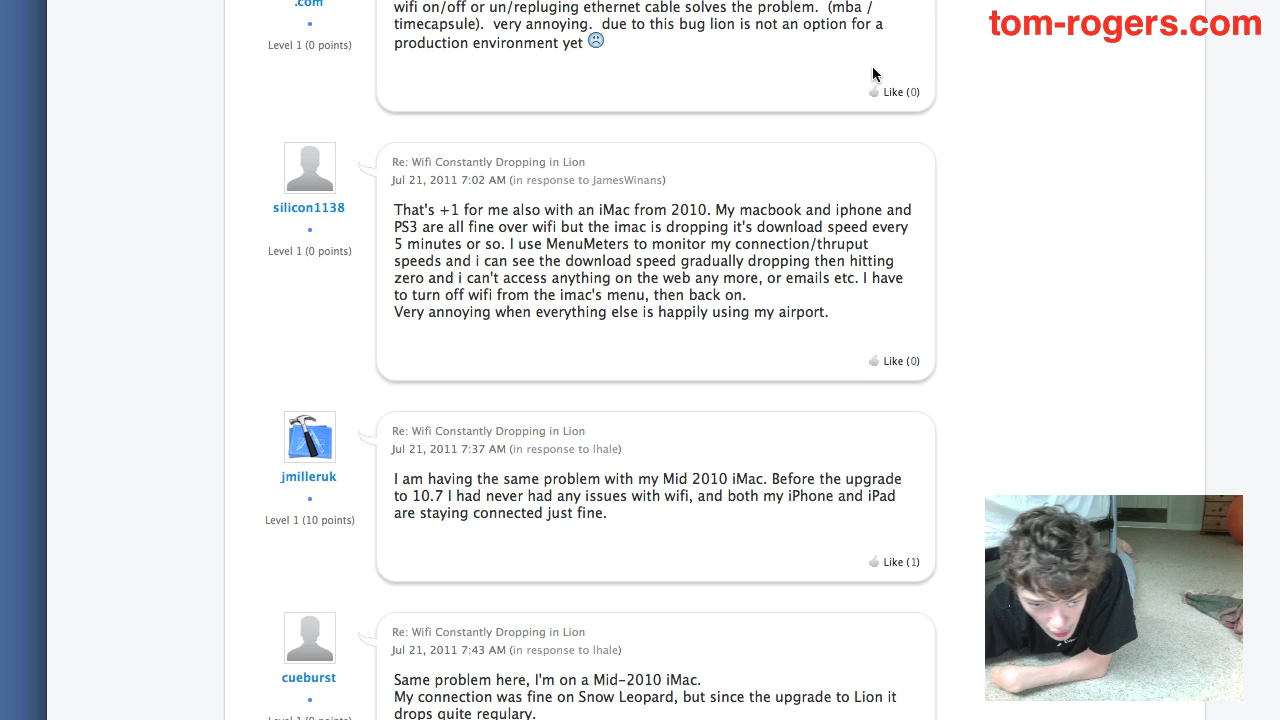 .com
Level 1 (0 points)
wifi on/off or un/repluging ethernet cable solves the problem. (mba /
timecapsule). very annoying. due to this bug lion is not an option for a
production environment yet
Like (0)
tom-rogers.com
silicon1138
Level 1 (0 points)
Re: Wifi Constantly Dropping in Lion
Jul 21, 2011 7:02 AM (in response to JamesWinans)
That's +1 for me also with an iMac from 2010. My macbook and iphone and
PS3 are all fine over wifi but the imac is dropping it's download speed every
5 minutes or so. I use MenuMeters to monitor my connection/thruput
speeds and i can see the download speed gradually dropping then hitting
zero and i can't access anything on the web any more, or emails etc. I have
to turn off wifi from the imac's menu, then back on.
Very annoying when everything else is happily using my airport.
Like (0)
jmilleruk
Level 1 (10 points)
Re: Wifi Constantly Dropping in Lion
Jul 21, 2011 7:37 AM (in response to lhale)
I am having the same problem with my Mid 2010 iMac. Before the upgrade
to 10.7 I had never had any issues with wifi, and both my iPhone and iPad
are staying connected just fine.
Like (1)
cueburst
Level 1 (0 points)
Re: Wifi Constantly Dropping in Lion
Jul 21, 2011 7:43 AM (in response to lhale)
Same problem here, I'm on a Mid-2010 iMac.
My connection was fine on Snow Leopard, but since the upgrade to Lion it
drops quite regulary.